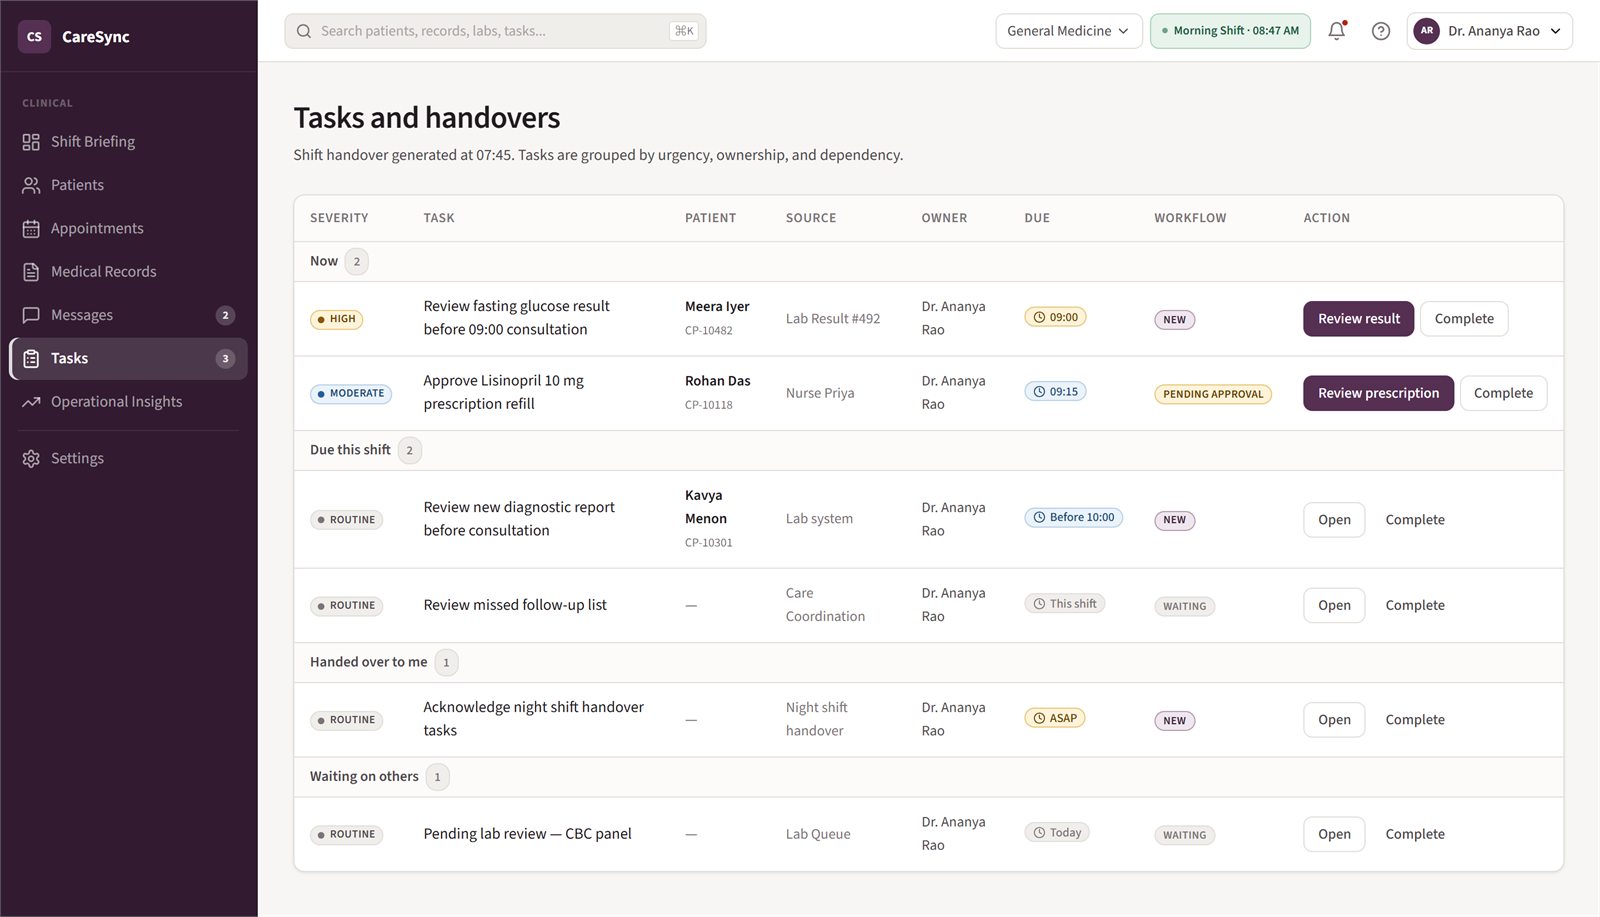 CS CareSync
Search patients, records, labs, tasks... ⌘K
General Medicine
Morning Shift · 08:47 AM
AR Dr. Ananya Rao
CLINICAL
Shift Briefing
Patients
Appointments
Medical Records
Messages 2
Tasks 3
Operational Insights
Settings
Tasks and handovers
Shift handover generated at 07:45. Tasks are grouped by urgency, ownership, and dependency.
SEVERITY TASK PATIENT SOURCE OWNER DUE WORKFLOW ACTION
Now 2
HIGH
Review fasting glucose result
before 09:00 consultation
Meera Iyer
CP-10482
Lab Result #492
Dr. Ananya
Rao
09:00
NEW
Review result
Complete
MODERATE
Approve Lisinopril 10 mg
prescription refill
Rohan Das
CP-10118
Nurse Priya
Dr. Ananya
Rao
09:15
PENDING APPROVAL
Review prescription
Complete
Due this shift 2
ROUTINE
Review new diagnostic report
before consultation
Kavya
Menon
CP-10301
Lab system
Dr. Ananya
Rao
Before 10:00
NEW
Open
Complete
ROUTINE
Review missed follow-up list
—
Care
Coordination
Dr. Ananya
Rao
This shift
WAITING
Open
Complete
Handed over to me 1
ROUTINE
Acknowledge night shift handover
tasks
—
Night shift
handover
Dr. Ananya
Rao
ASAP
NEW
Open
Complete
Waiting on others 1
ROUTINE
Pending lab review — CBC panel
—
Lab Queue
Dr. Ananya
Rao
Today
WAITING
Open
Complete